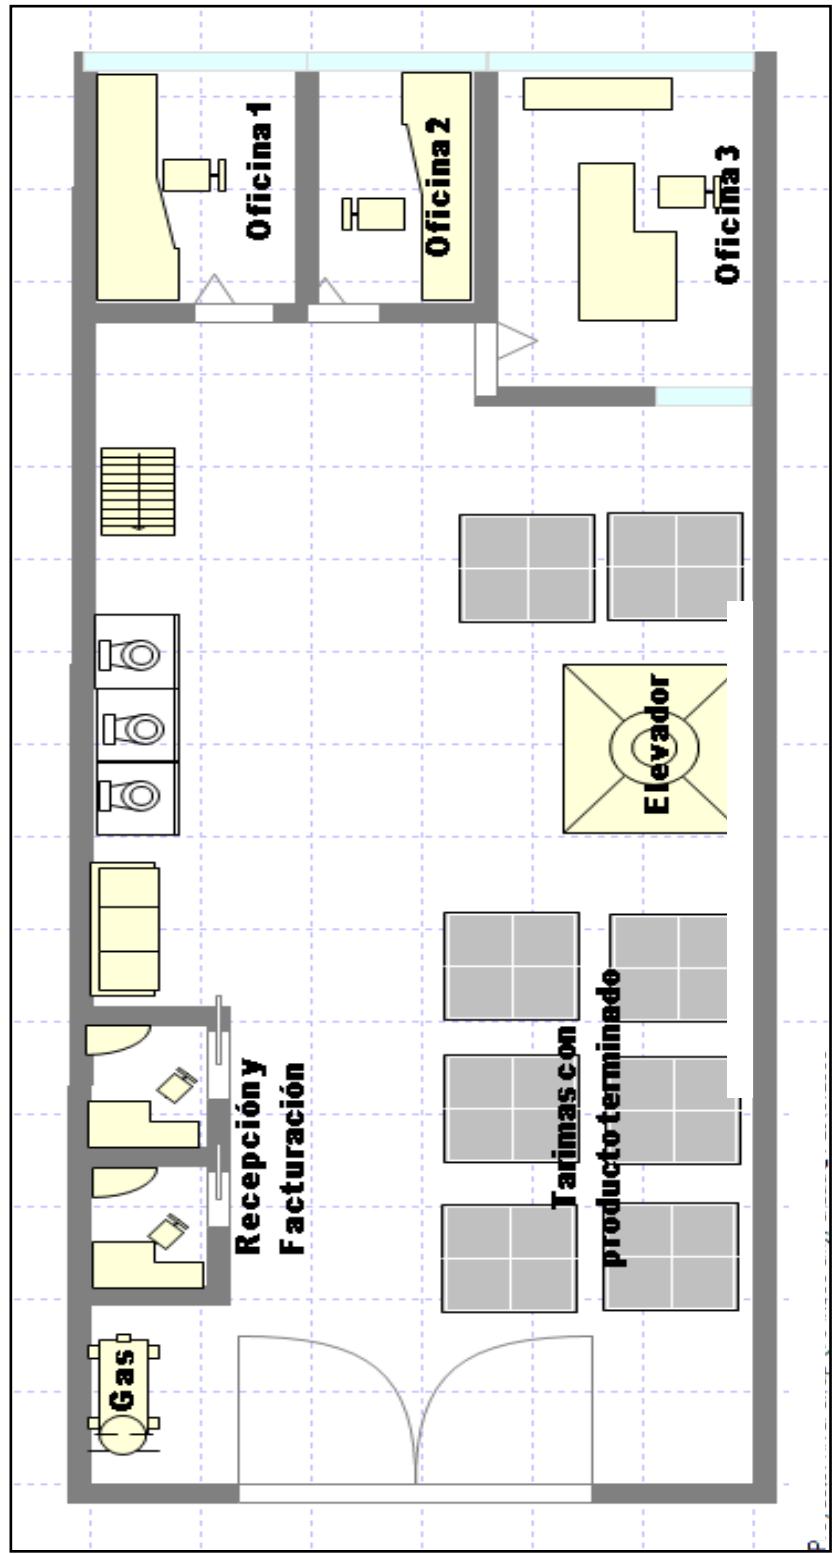 Oficina 1
Oficina 2
Oficina 3
Elevador
Recepción y
Facturación
Tarimas con
producto terminado
Gas